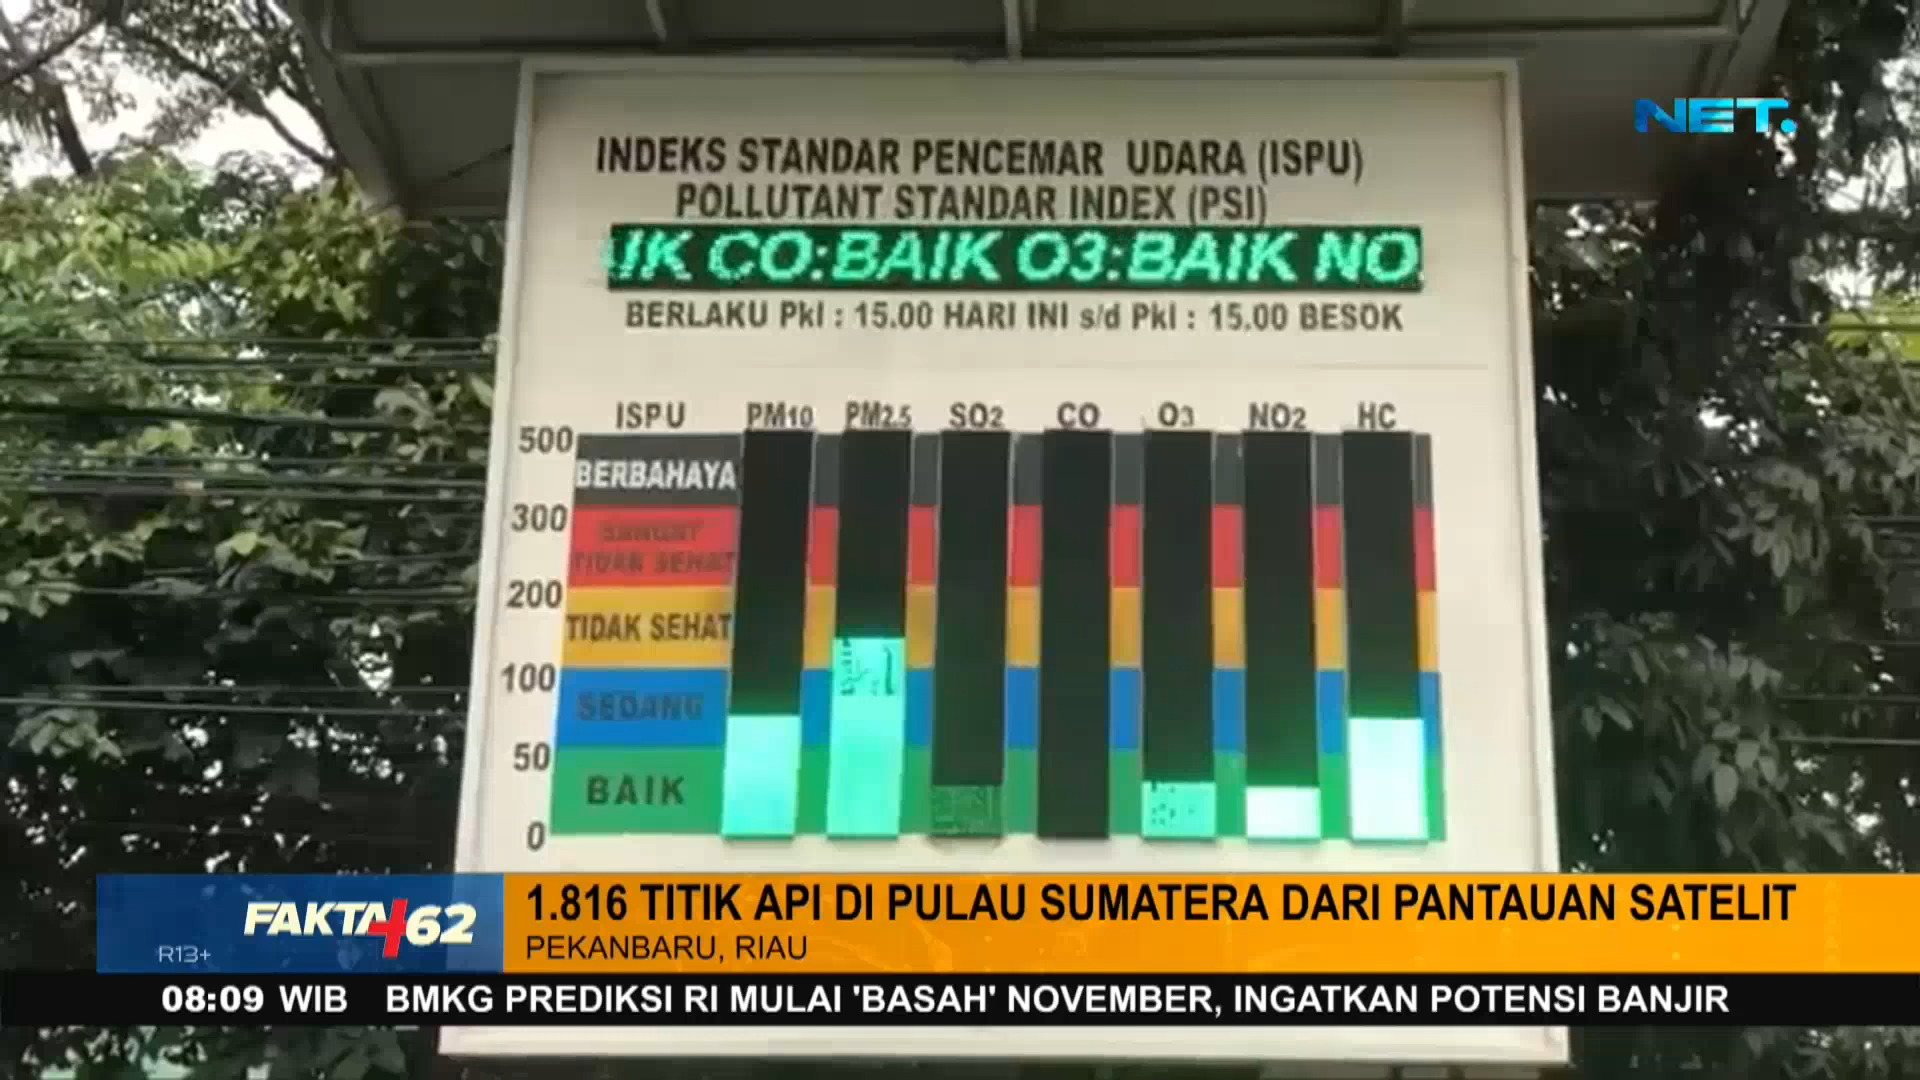 NET.
INDEKS STANDAR PENCEMAR UDARA (ISPU)
POLLUTANT STANDAR INDEX (PSI)
IK CO:BAIK O3:BAIK NO
BERLAKU Pkl : 15.00 HARI INI s/d Pkl : 15.00 BESOK
ISPU PM10 PM2.5 SO2 CO O3 NO2 HC
500
BERBAHAYA
300
SANGAT
TIDAK SEHAT
200
TIDAK SEHAT
100
SEDANG
50
BAIK
0
FAKTA +62
R13+
1.816 TITIK API DI PULAU SUMATERA DARI PANTAUAN SATELIT
PEKANBARU, RIAU
08:09 WIB BMKG PREDIKSI RI MULAI 'BASAH' NOVEMBER, INGATKAN POTENSI BANJIR